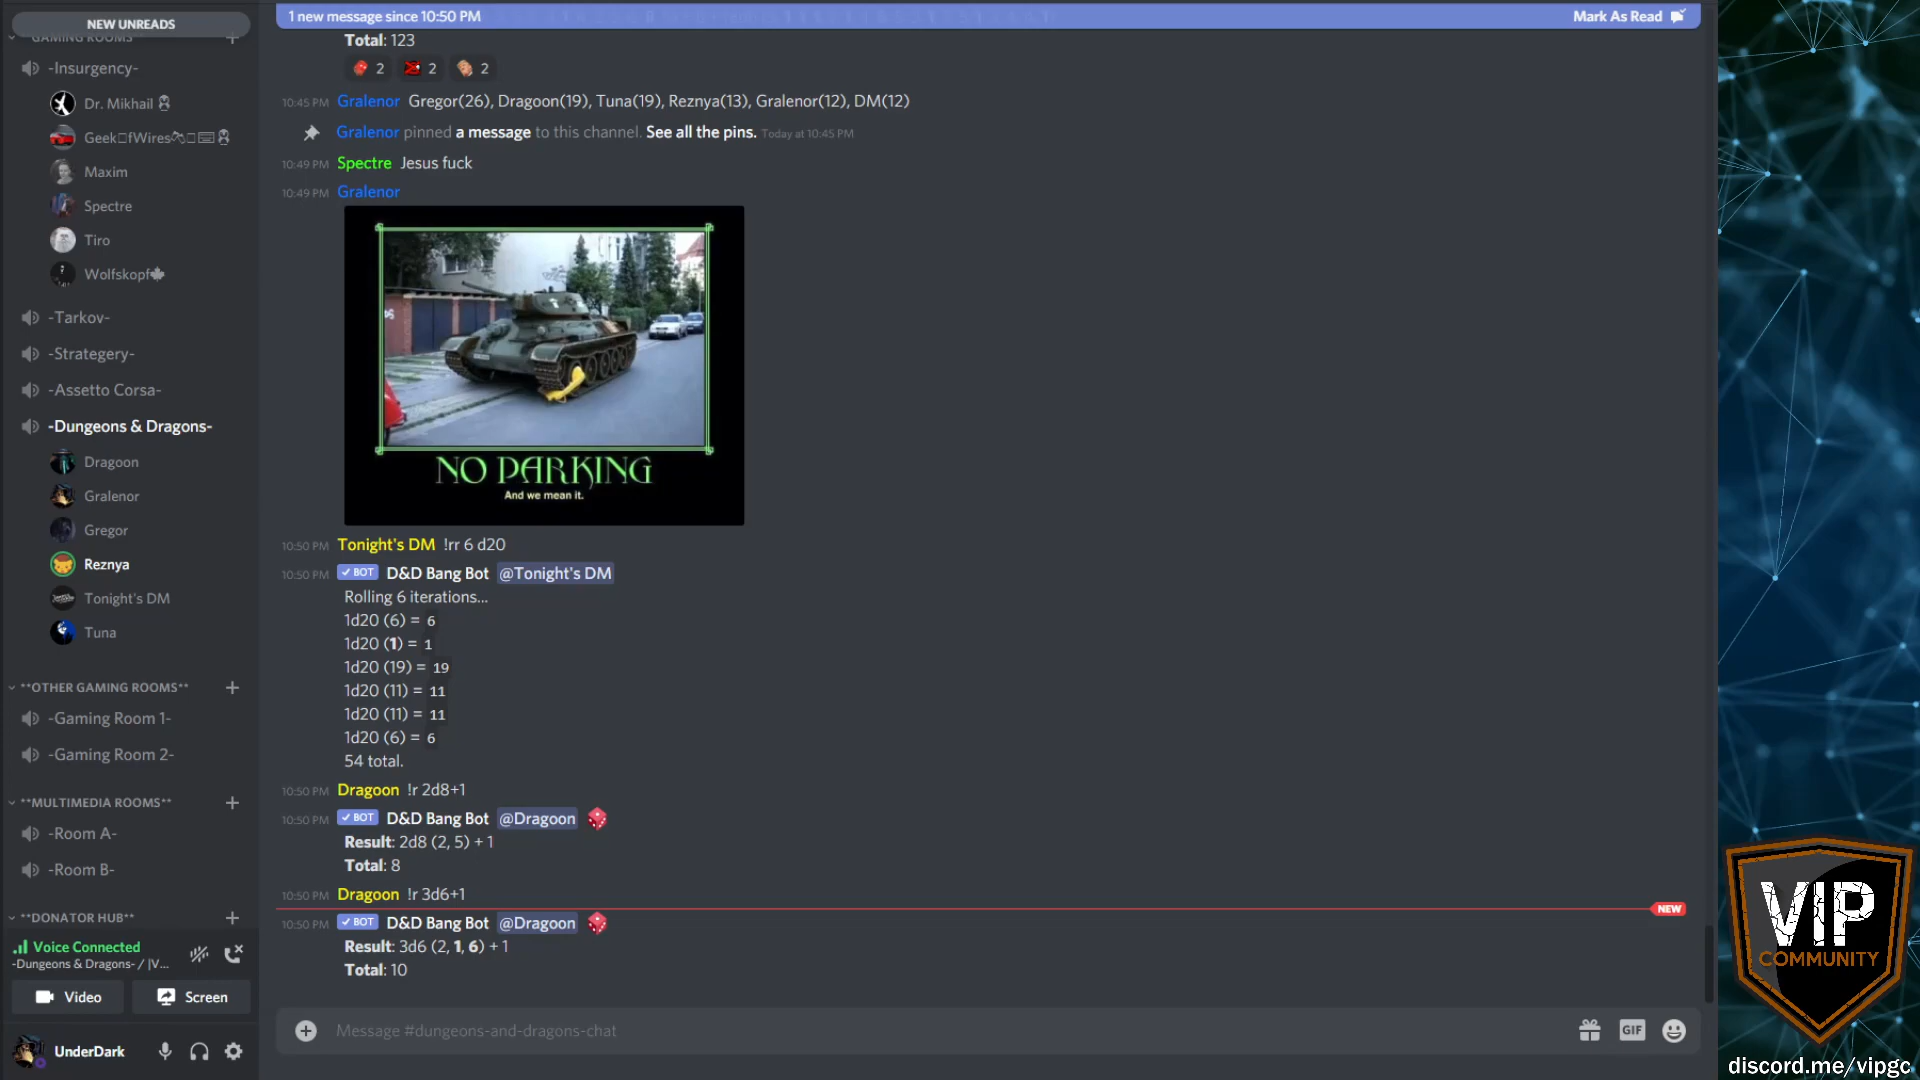 NEW UNREADS
GAMING ROOMS
-Insurgency-
Dr. Mikhail
Geek fWires
Maxim
Spectre
Tiro
Wolfskopf
-Tarkov-
-Strategery-
-Assetto Corsa-
-Dungeons & Dragons-
Dragoon
Gralenor
Gregor
Reznya
Tonight's DM
Tuna
**OTHER GAMING ROOMS**
-Gaming Room 1-
-Gaming Room 2-
**MULTIMEDIA ROOMS**
-Room A-
-Room B-
**DONATOR HUB**
Voice Connected
-Dungeons & Dragons- / |V...
Video
Screen
UnderDark
1 new message since 10:50 PM
Mark As Read
Total: 123
2 2 2
10:45 PM Gralenor Gregor(26), Dragoon(19), Tuna(19), Reznya(13), Gralenor(12), DM(12)
Gralenor pinned a message to this channel. See all the pins. Today at 10:45 PM
10:49 PM Spectre Jesus fuck
10:49 PM Gralenor
NO PARKING
And we mean it.
10:50 PM Tonight's DM !rr 6 d20
10:50 PM BOT D&D Bang Bot @Tonight's DM
Rolling 6 iterations...
1d20 (6) = 6
1d20 (1) = 1
1d20 (19) = 19
1d20 (11) = 11
1d20 (11) = 11
1d20 (6) = 6
54 total.
10:50 PM Dragoon !r 2d8+1
10:50 PM BOT D&D Bang Bot @Dragoon
Result: 2d8 (2, 5) + 1
Total: 8
10:50 PM Dragoon !r 3d6+1
NEW
10:50 PM BOT D&D Bang Bot @Dragoon
Result: 3d6 (2, 1, 6) + 1
Total: 10
Message #dungeons-and-dragons-chat
GIF
VIP
COMMUNITY
discord.me/vipgc